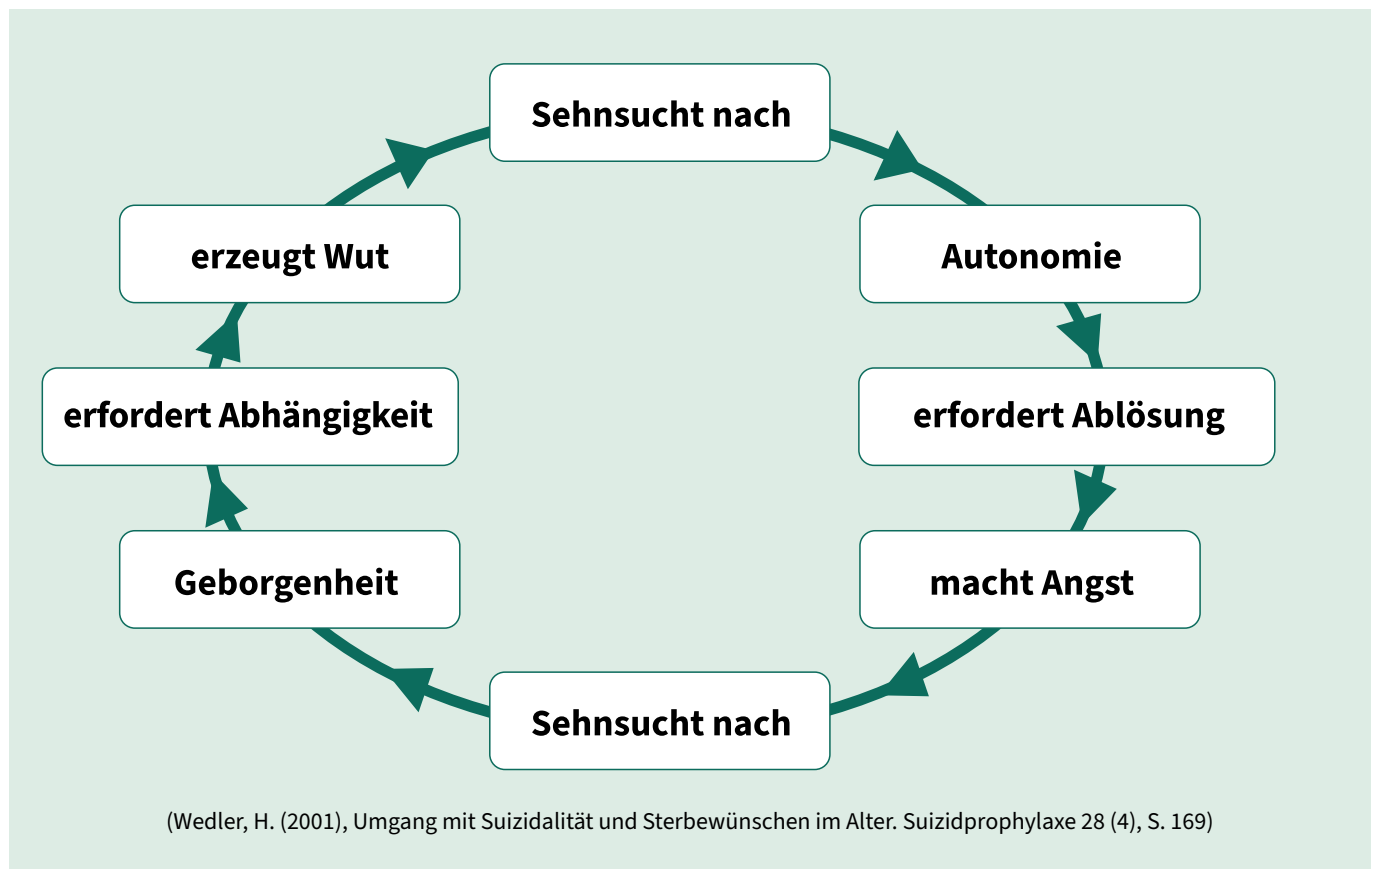 Sehnsucht nach
Autonomie
erfordert Ablösung
macht Angst
Sehnsucht nach
Geborgenheit
erfordert Abhängigkeit
erzeugt Wut
(Wedler, H. (2001), Umgang mit Suizidalität und Sterbewünschen im Alter. Suizidprophylaxe 28 (4), S. 169)